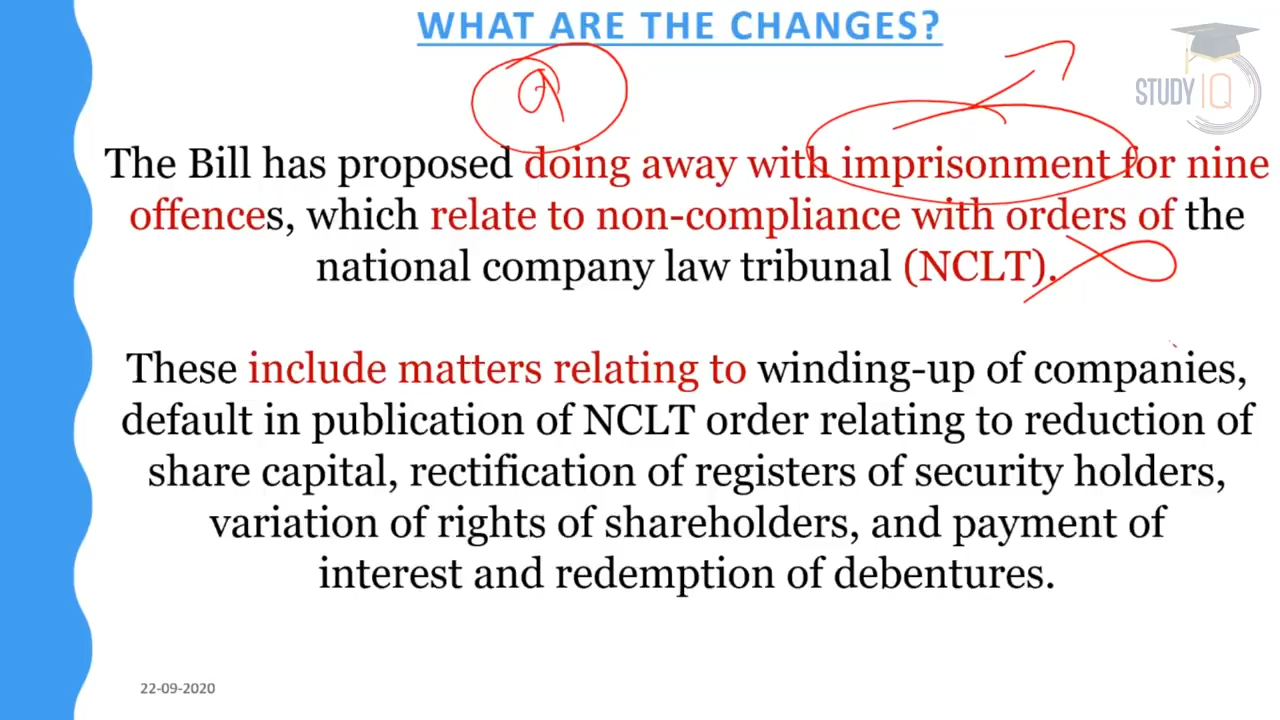 WHAT ARE THE CHANGES?
STUDY IQ
9
The Bill has proposed doing away with imprisonment for nine
offences, which relate to non-compliance with orders of the
national company law tribunal (NCLT).
These include matters relating to winding-up of companies,
default in publication of NCLT order relating to reduction of
share capital, rectification of registers of security holders,
variation of rights of shareholders, and payment of
interest and redemption of debentures.
22-09-2020